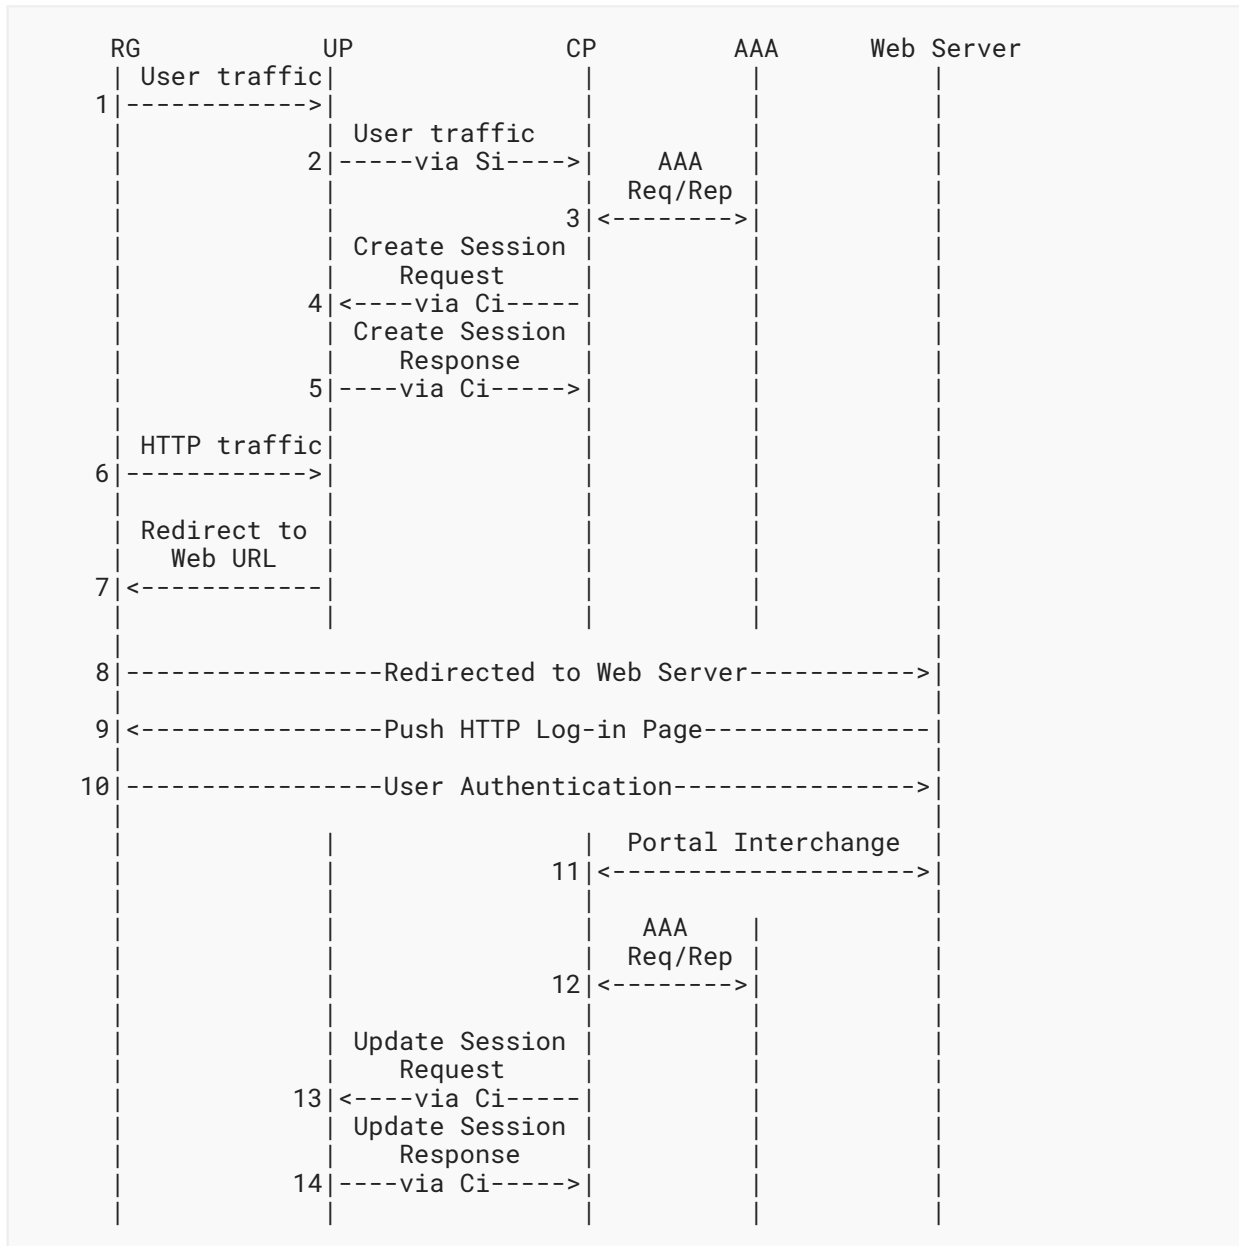 RG UP CP AAA Web Server
| User traffic| | | |
1|------------>| | | |
| | User traffic | | |
| 2|-----via Si---->| AAA | |
| | | Req/Rep | |
| | 3|<-------->| |
| | Create Session | | |
| | Request | | |
| 4|<----via Ci-----| | |
| | Create Session | | |
| | Response | | |
| 5|----via Ci----->| | |
| | | | |
| HTTP traffic| | | |
6|------------>| | | |
| | | | |
| Redirect to | | | |
| Web URL | | | |
7|<------------| | | |
| | | | |
| |
8|-----------------Redirected to Web Server----------->|
| |
9|<----------------Push HTTP Log-in Page---------------|
| |
10|-----------------User Authentication---------------->|
| |
| | | Portal Interchange |
| | 11|<-------------------->|
| | | |
| | | AAA | |
| | | Req/Rep | |
| | 12|<-------->| |
| | | | |
| | Update Session | | |
| | Request | | |
| 13|<----via Ci-----| | |
| | Update Session | | |
| | Response | | |
| 14|----via Ci----->| | |
| | | | |